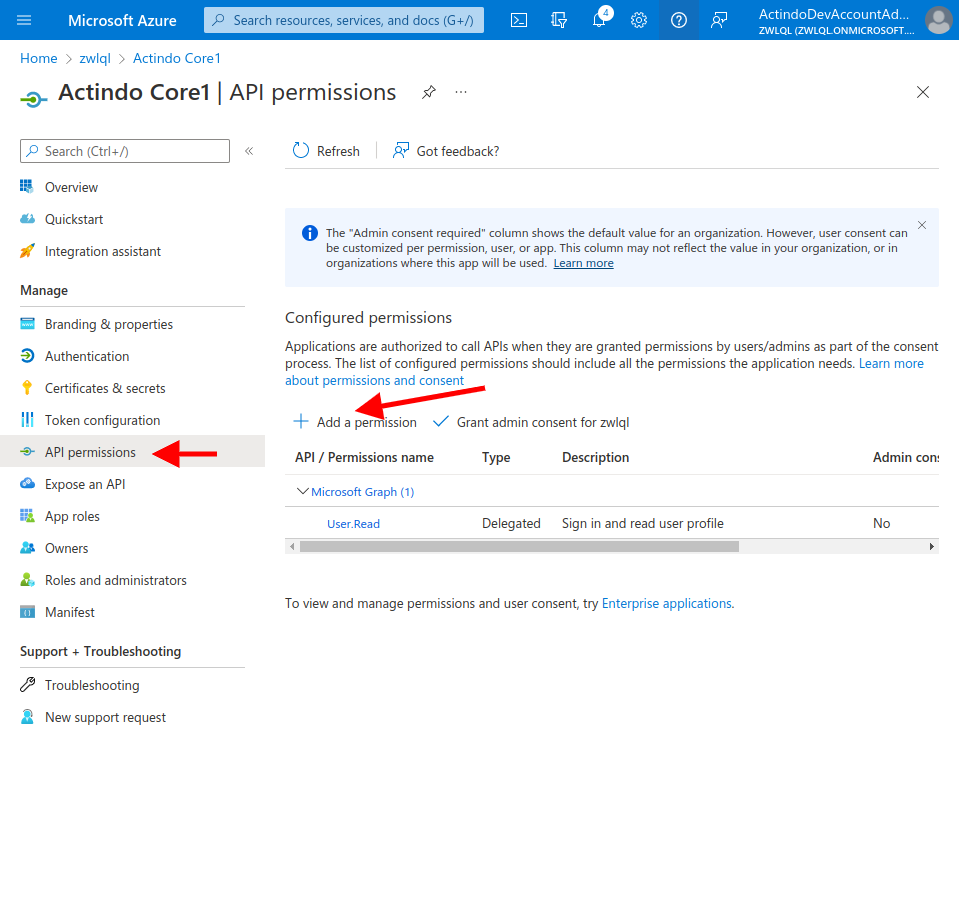 Microsoft Azure
Search resources, services, and docs (G+/)
4
ActindoDevAccountAd...
ZWLQL (ZWLQL.ONMICROSOFT....
Home > zwlql > Actindo Core1
Actindo Core1 | API permissions
...
Search (Ctrl+/)
«
Overview
Quickstart
Integration assistant
Manage
Branding & properties
Authentication
Certificates & secrets
Token configuration
API permissions
Expose an API
App roles
Owners
Roles and administrators
Manifest
Support + Troubleshooting
Troubleshooting
New support request
Refresh
Got feedback?
The "Admin consent required" column shows the default value for an organization. However, user consent can
be customized per permission, user, or app. This column may not reflect the value in your organization, or in
organizations where this app will be used. Learn more
Configured permissions
Applications are authorized to call APIs when they are granted permissions by users/admins as part of the consent
process. The list of configured permissions should include all the permissions the application needs. Learn more
about permissions and consent
Add a permission
Grant admin consent for zwlql
API / Permissions name Type Description Admin cons
Microsoft Graph (1)
User.Read Delegated Sign in and read user profile No
To view and manage permissions and user consent, try Enterprise applications.